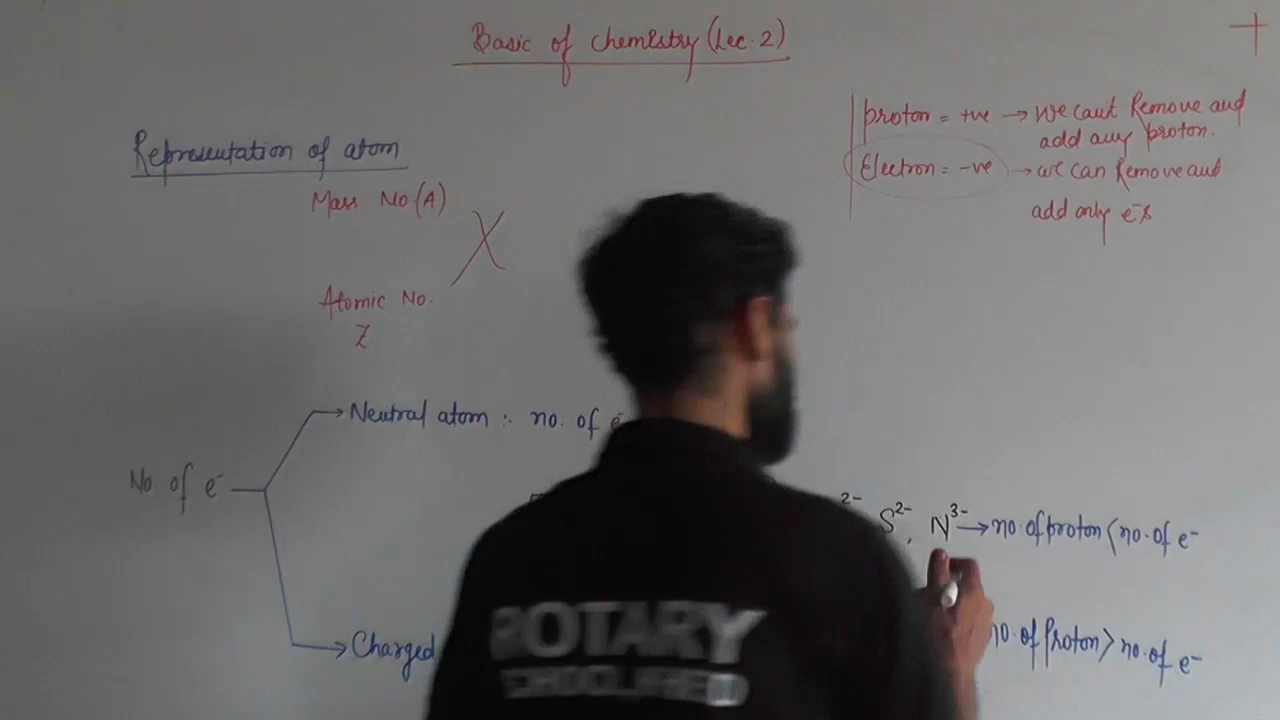 Basic of chemistry (Lec. 2)
proton = +ve → we can't Remove and
add any proton.
Electron = -ve → we can Remove and
add only e⁻s
Representation of atom
Mass No. (A)
X
Atomic No.
Z
No. of e⁻
→ Neutral atom :- no. of e⁻
2- S²⁻, N³⁻ → no. of proton < no. of e⁻
→ Charged
no. of proton > no. of e⁻
ROTARY